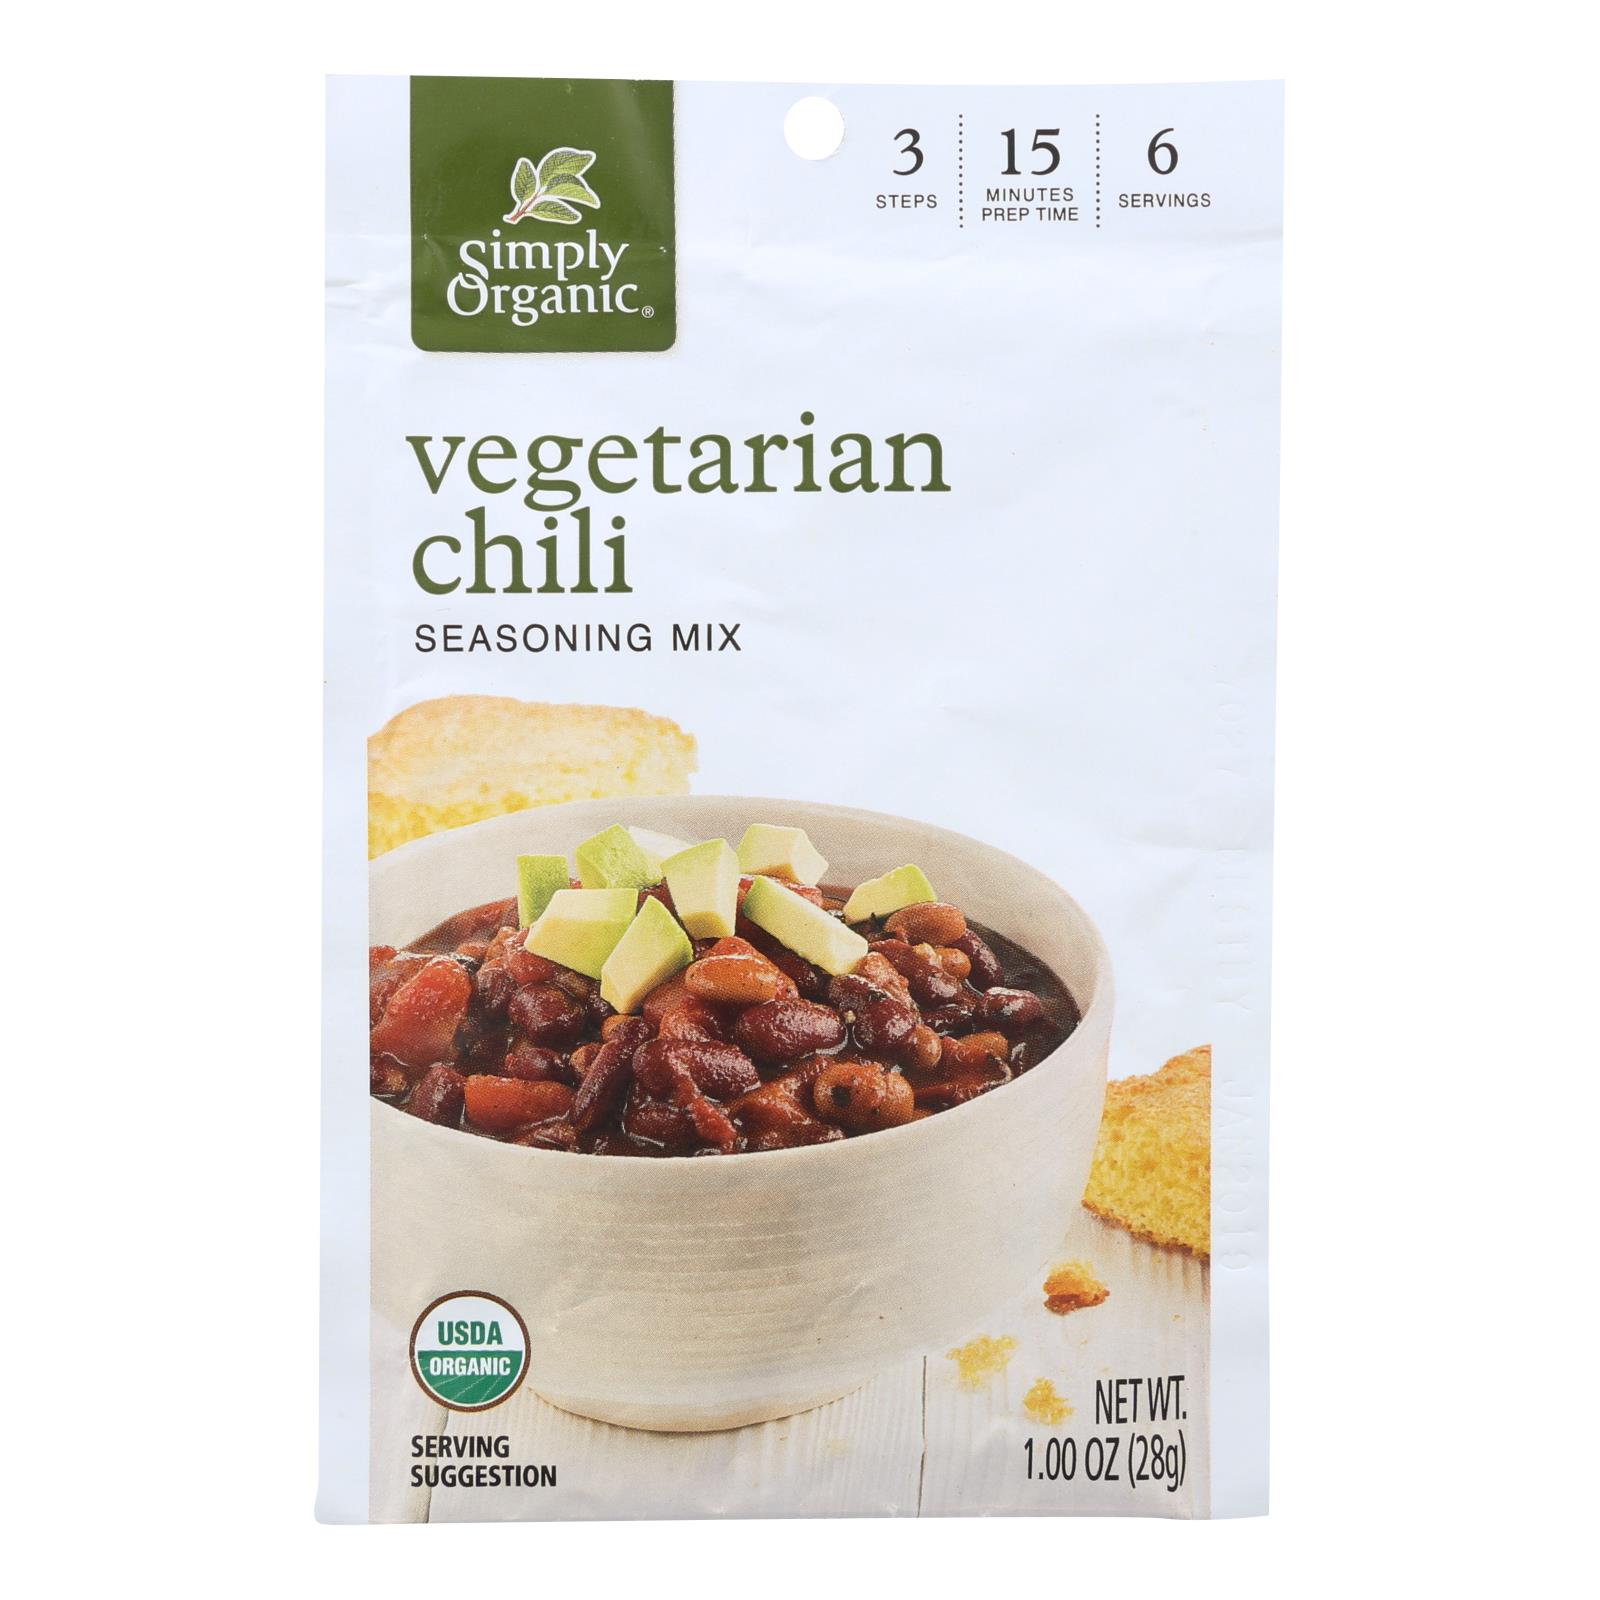 Simply
Organic®
3
STEPS
15
MINUTES
PREP TIME
6
SERVINGS
vegetarian
chili
SEASONING MIX
USDA
ORGANIC
SERVING
SUGGESTION
NET WT.
1.00 OZ (28g)
JAN2019